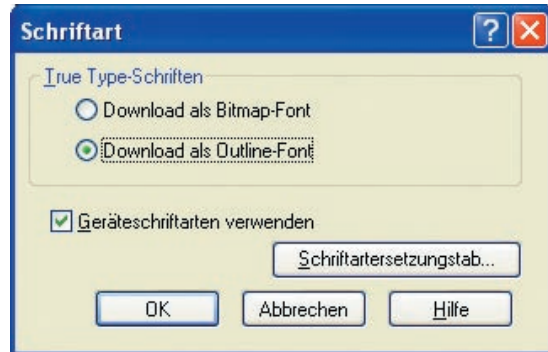 Schriftart
True Type-Schriften
Download als Bitmap-Font
Download als Outline-Font
Geräteschriftarten verwenden
Schriftartersetzungstab...
OK Abbrechen Hilfe